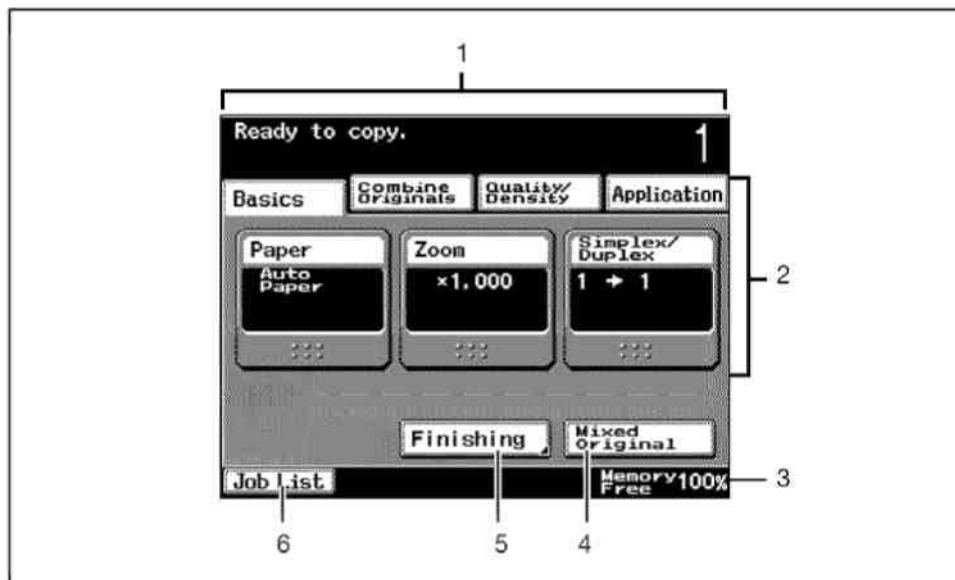 1
Ready to copy.
1
Basics
Combine
Originals
Quality/
Density
Application
Paper
Auto
Paper
Zoom
×1.000
Simplex/
Duplex
1 → 1
2
Finishing
Mixed
Original
Job List
Memory
Free
100%
3
6
5
4